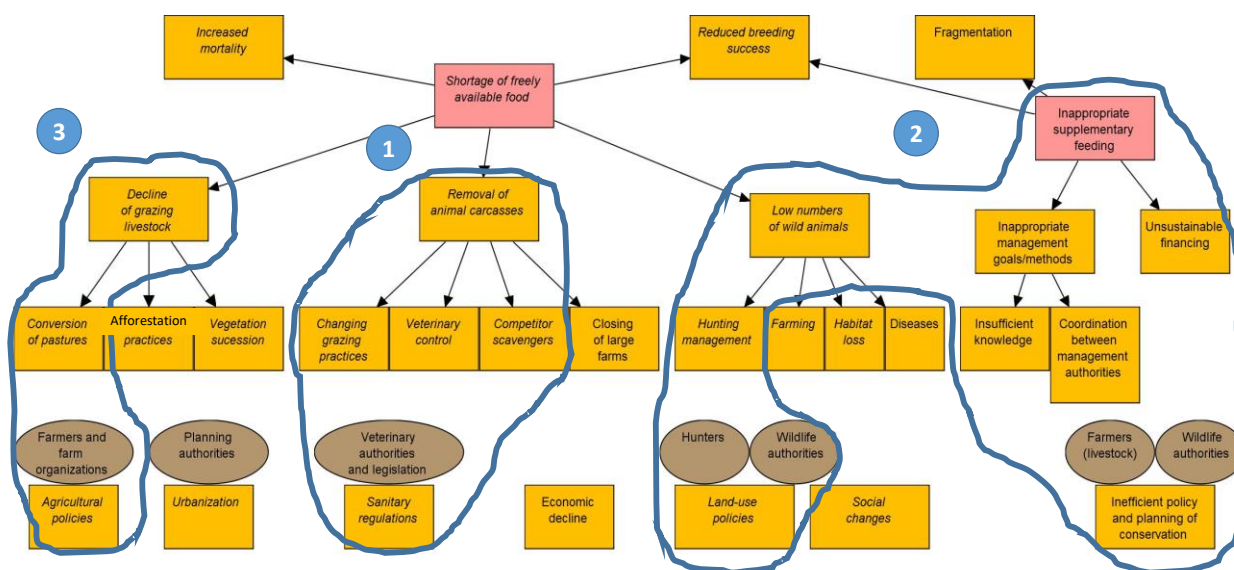 Increased
mortality
Reduced breeding
success
Fragmentation
Shortage of freely
available food
Inappropriate
supplementary
feeding
3
1
2
Decline
of grazing
livestock
Removal of
animal carcasses
Low numbers
of wild animals
Inappropriate
management
goals/methods
Unsustainable
financing
Conversion
of pastures
Afforestation
practices
Vegetation
sucession
Changing
grazing
practices
Veterinary
control
Competitor
scavengers
Closing
of large
farms
Hunting
management
Farming
Habitat
loss
Diseases
Insufficient
knowledge
Coordination
between
management
authorities
Farmers and
farm
organizations
Planning
authorities
Veterinary
authorities
and legislation
Hunters
Wildlife
authorities
Farmers
(livestock)
Wildlife
authorities
Agricultural
policies
Urbanization
Sanitary
regulations
Economic
decline
Land-use
policies
Social
changes
Inefficient policy
and planning of
conservation